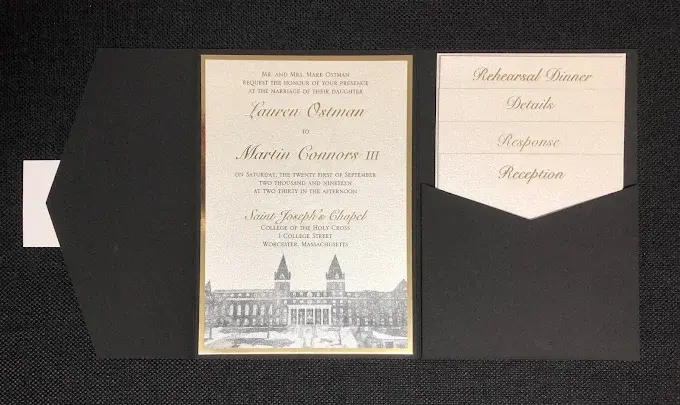 Mr. and Mrs. Mark Ostman
request the honour of your presence
at the marriage of their daughter
Lauren Ostman
to
Martin Connors III
on Saturday, the twenty first of September
two thousand and nineteen
at two thirty in the afternoon
Saint Joseph's Chapel
College of the Holy Cross
1 College Street
Worcester, Massachusetts
Rehearsal Dinner
Details
Response
Reception